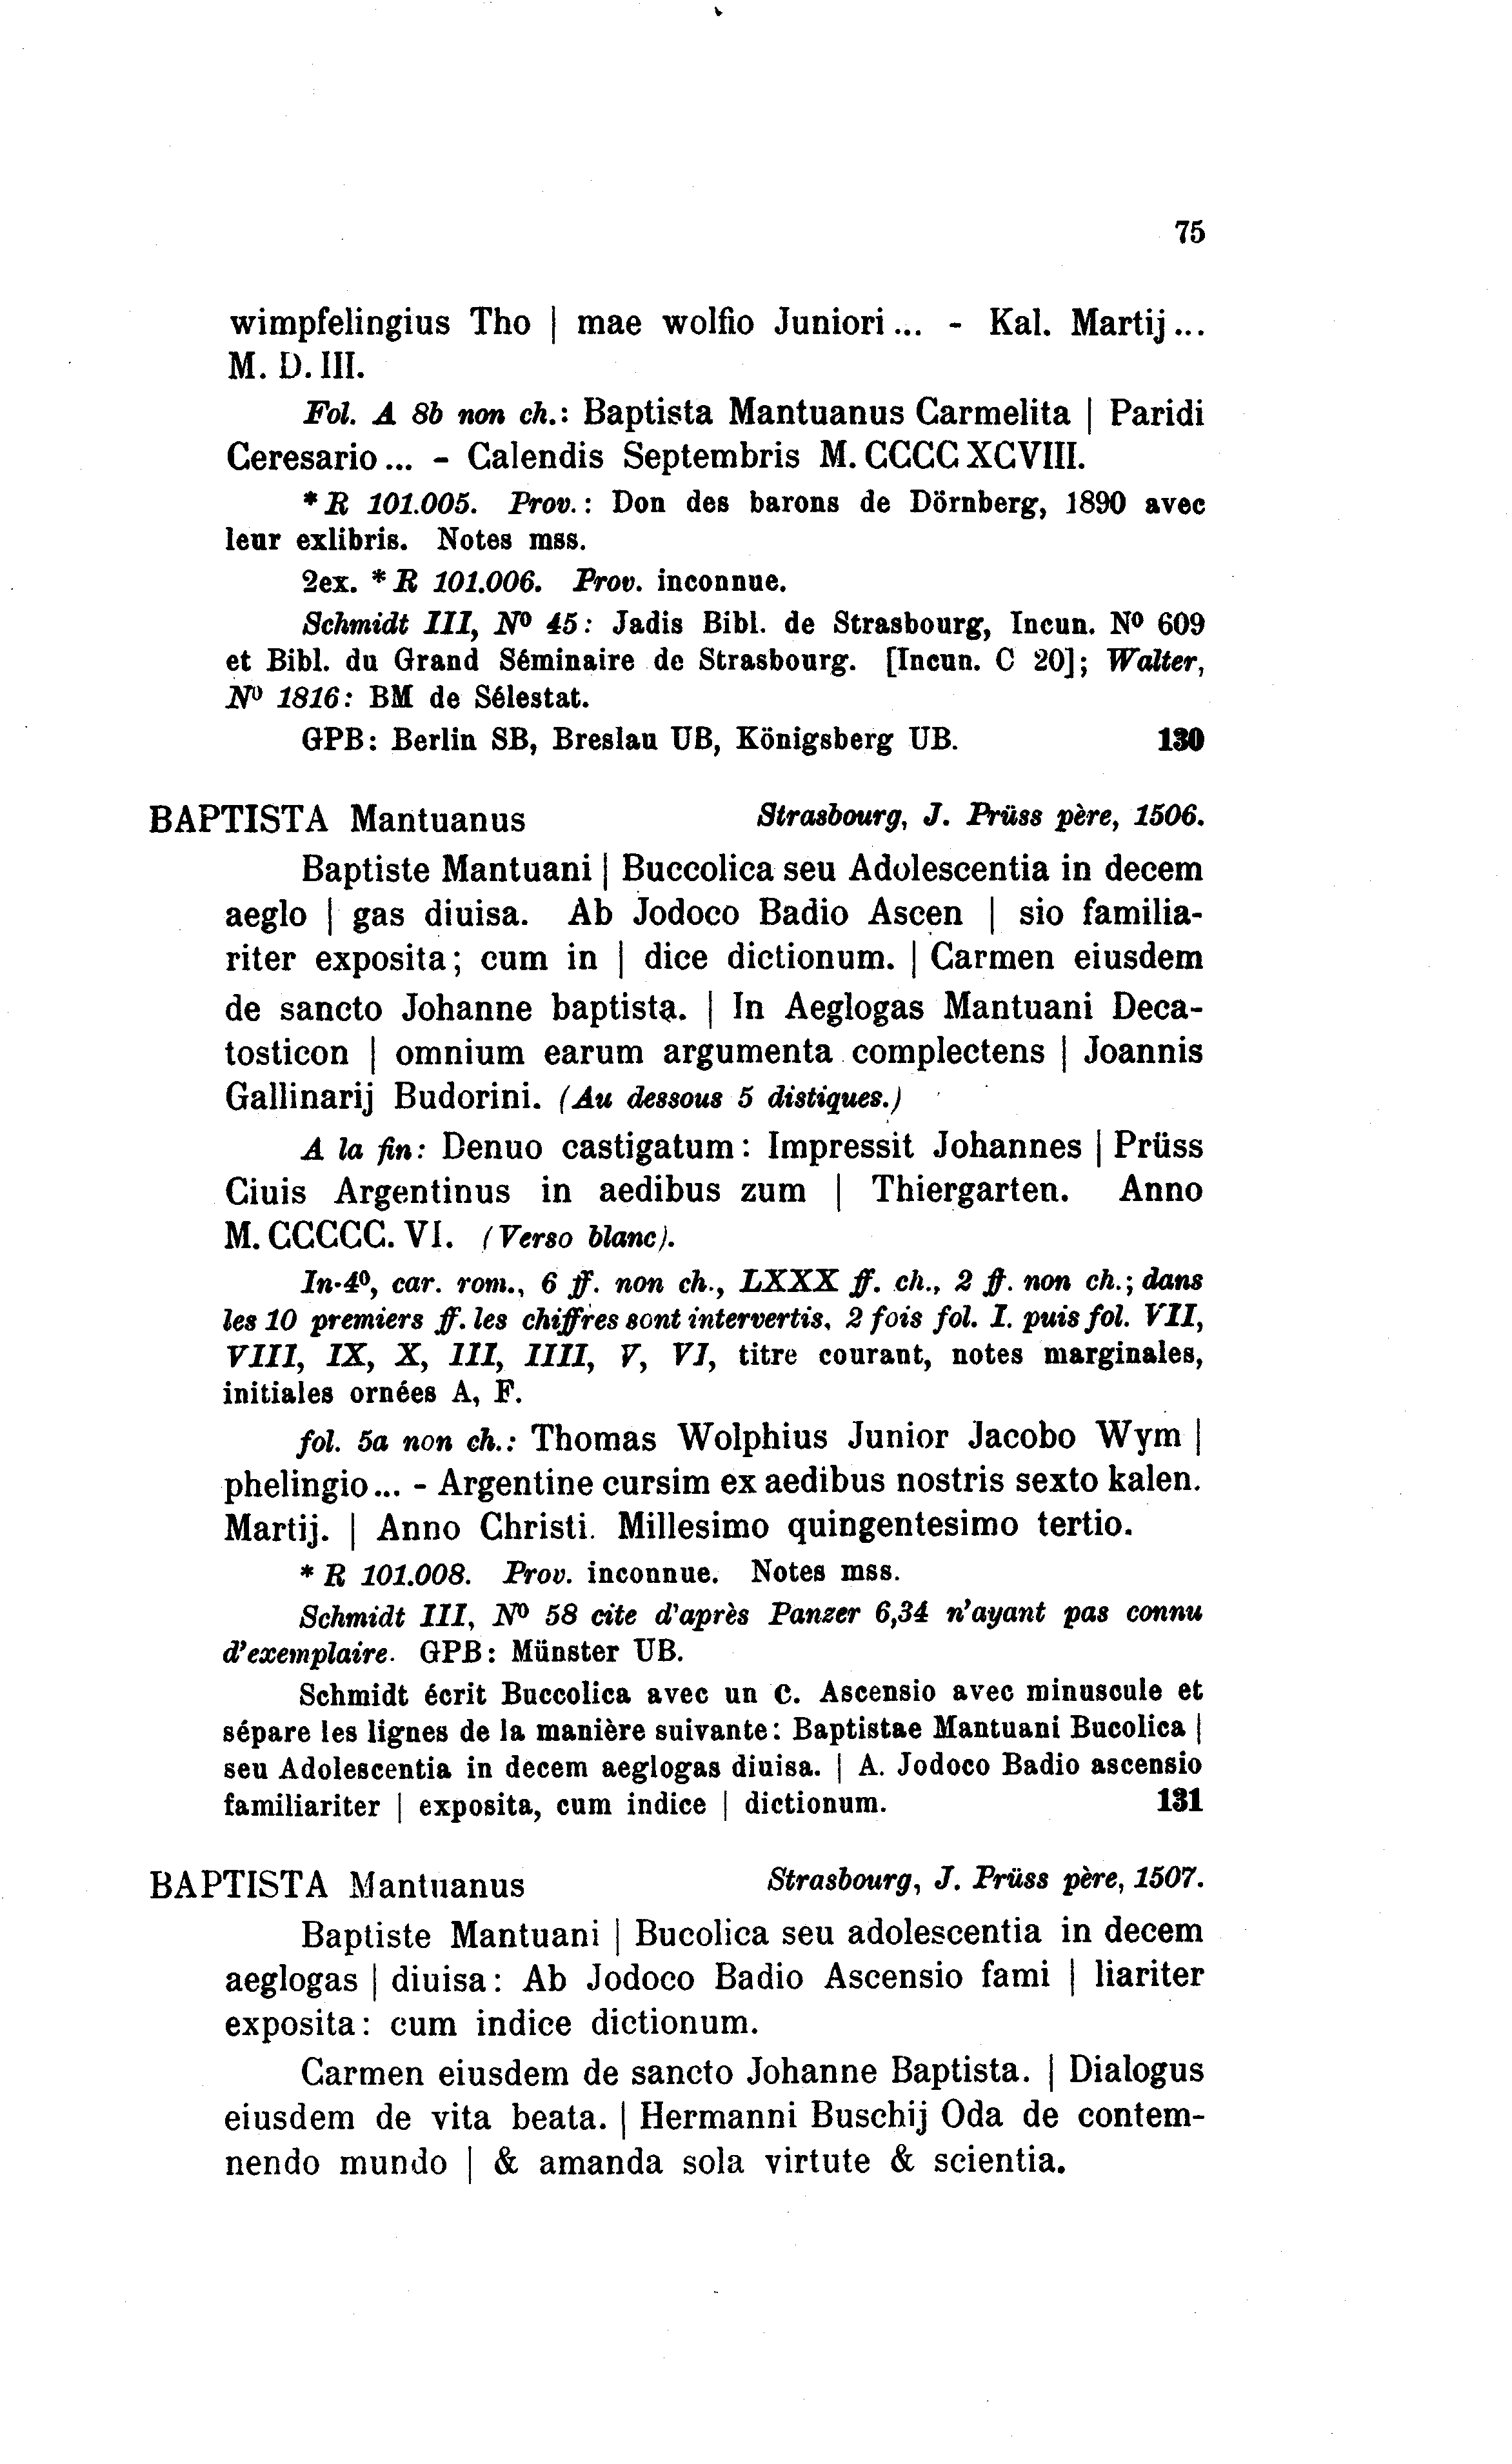 75
wimpfelingius Tho | mae wolfio Juniori ... - Kal. Martij ...
M. D. III.
Fol. A 8b non ch.: Baptista Mantuanus Carmelita | Paridi
Ceresario ... - Calendis Septembris M. CCCC XCVIII.
* R 101.005. Prov.: Don des barons de Dörnberg, 1890 avec
leur exlibris. Notes mss.
2ex. * R 101.006. Prov. inconnue.
Schmidt III, Nº 45: Jadis Bibl. de Strasbourg, Incun. Nº 609
et Bibl. du Grand Séminaire de Strasbourg. [Incun. C 20]; Walter,
Nº 1816: BM de Sélestat.
GPB: Berlin SB, Breslau UB, Königsberg UB. 130
BAPTISTA Mantuanus Strasbourg, J. Prüss père, 1506.
Baptiste Mantuani | Buccolica seu Adolescentia in decem
aeglo | gas diuisa. Ab Jodoco Badio Ascen | sio familia-
riter exposita; cum in | dice dictionum. | Carmen eiusdem
de sancto Johanne baptista. | In Aeglogas Mantuani Deca-
tosticon | omnium earum argumenta complectens | Joannis
Gallinarij Budorini. (Au dessous 5 distiques.)
A la fin: Denuo castigatum: Impressit Johannes | Prüss
Ciuis Argentinus in aedibus zum | Thiergarten. Anno
M. CCCCC. VI. (Verso blanc).
In-4º, car. rom., 6 ff. non ch., LXXX ff. ch., 2 ff. non ch.; dans
les 10 premiers ff. les chiffres sont intervertis, 2 fois fol. I. puis fol. VII,
VIII, IX, X, III, IIII, V, VI, titre courant, notes marginales,
initiales ornées A, F.
fol. 5a non ch.: Thomas Wolphius Junior Jacobo Wym |
phelingio ... - Argentine cursim ex aedibus nostris sexto kalen.
Martij. | Anno Christi. Millesimo quingentesimo tertio.
* R 101.008. Prov. inconnue. Notes mss.
Schmidt III, Nº 58 cite d'après Panzer 6,34 n'ayant pas connu
d'exemplaire. GPB: Münster UB.
Schmidt écrit Buccolica avec un C. Ascensio avec minuscule et
sépare les lignes de la manière suivante: Baptistae Mantuani Bucolica |
seu Adolescentia in decem aeglogas diuisa. | A. Jodoco Badio ascensio
familiariter | exposita, cum indice | dictionum. 131
BAPTISTA Mantuanus Strasbourg, J. Prüss père, 1507.
Baptiste Mantuani | Bucolica seu adolescentia in decem
aeglogas | diuisa: Ab Jodoco Badio Ascensio fami | liariter
exposita: cum indice dictionum.
Carmen eiusdem de sancto Johanne Baptista. | Dialogus
eiusdem de vita beata. | Hermanni Buschij Oda de contem-
nendo mundo | & amanda sola virtute & scientia.